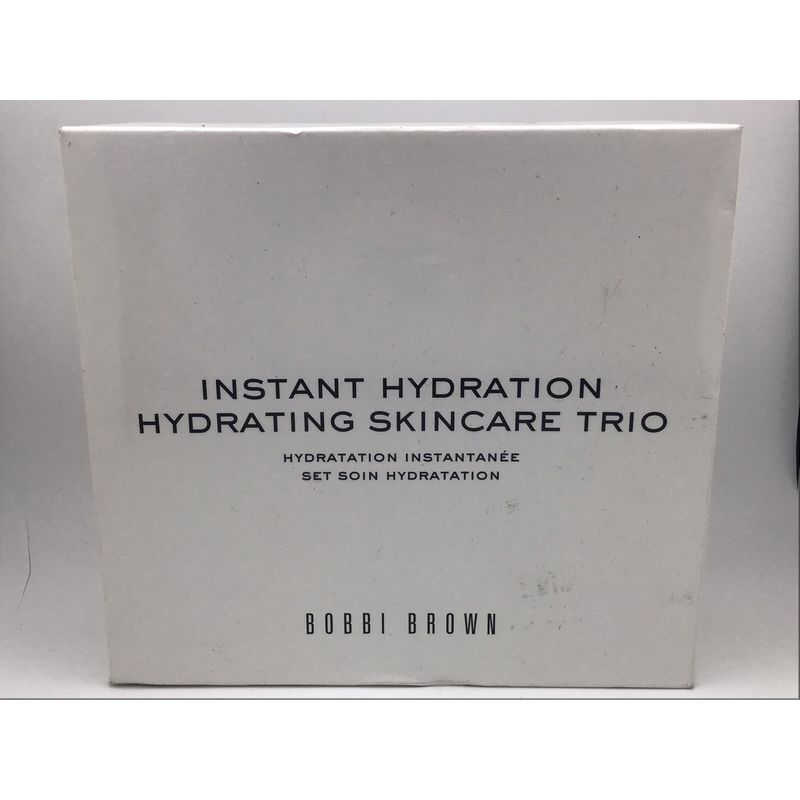 INSTANT HYDRATION
HYDRATING SKINCARE TRIO
HYDRATATION INSTANTANÉE
SET SOIN HYDRATATION
BOBBI BROWN